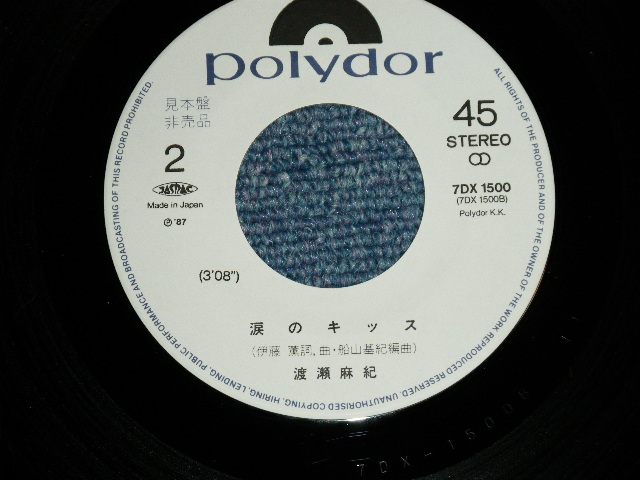 polydor
見本盤
非売品
2
JASRAC
Made in Japan
℗'87
45
STEREO
7DX 1500
(7DX 1500B)
Polydor K.K.
(3'08")
涙のキッス
(伊藤 薫詞,曲・船山基紀編曲)
渡瀬麻紀
ALL RIGHTS OF THE PRODUCER AND OF THE OWNER OF THE WORK REPRODUCED RESERVED. UNAUTHORISED COPYING, HIRING, LENDING, PUBLIC PERFORMANCE AND BROADCASTING OF THIS RECORD PROHIBITED.
7DX-1500B